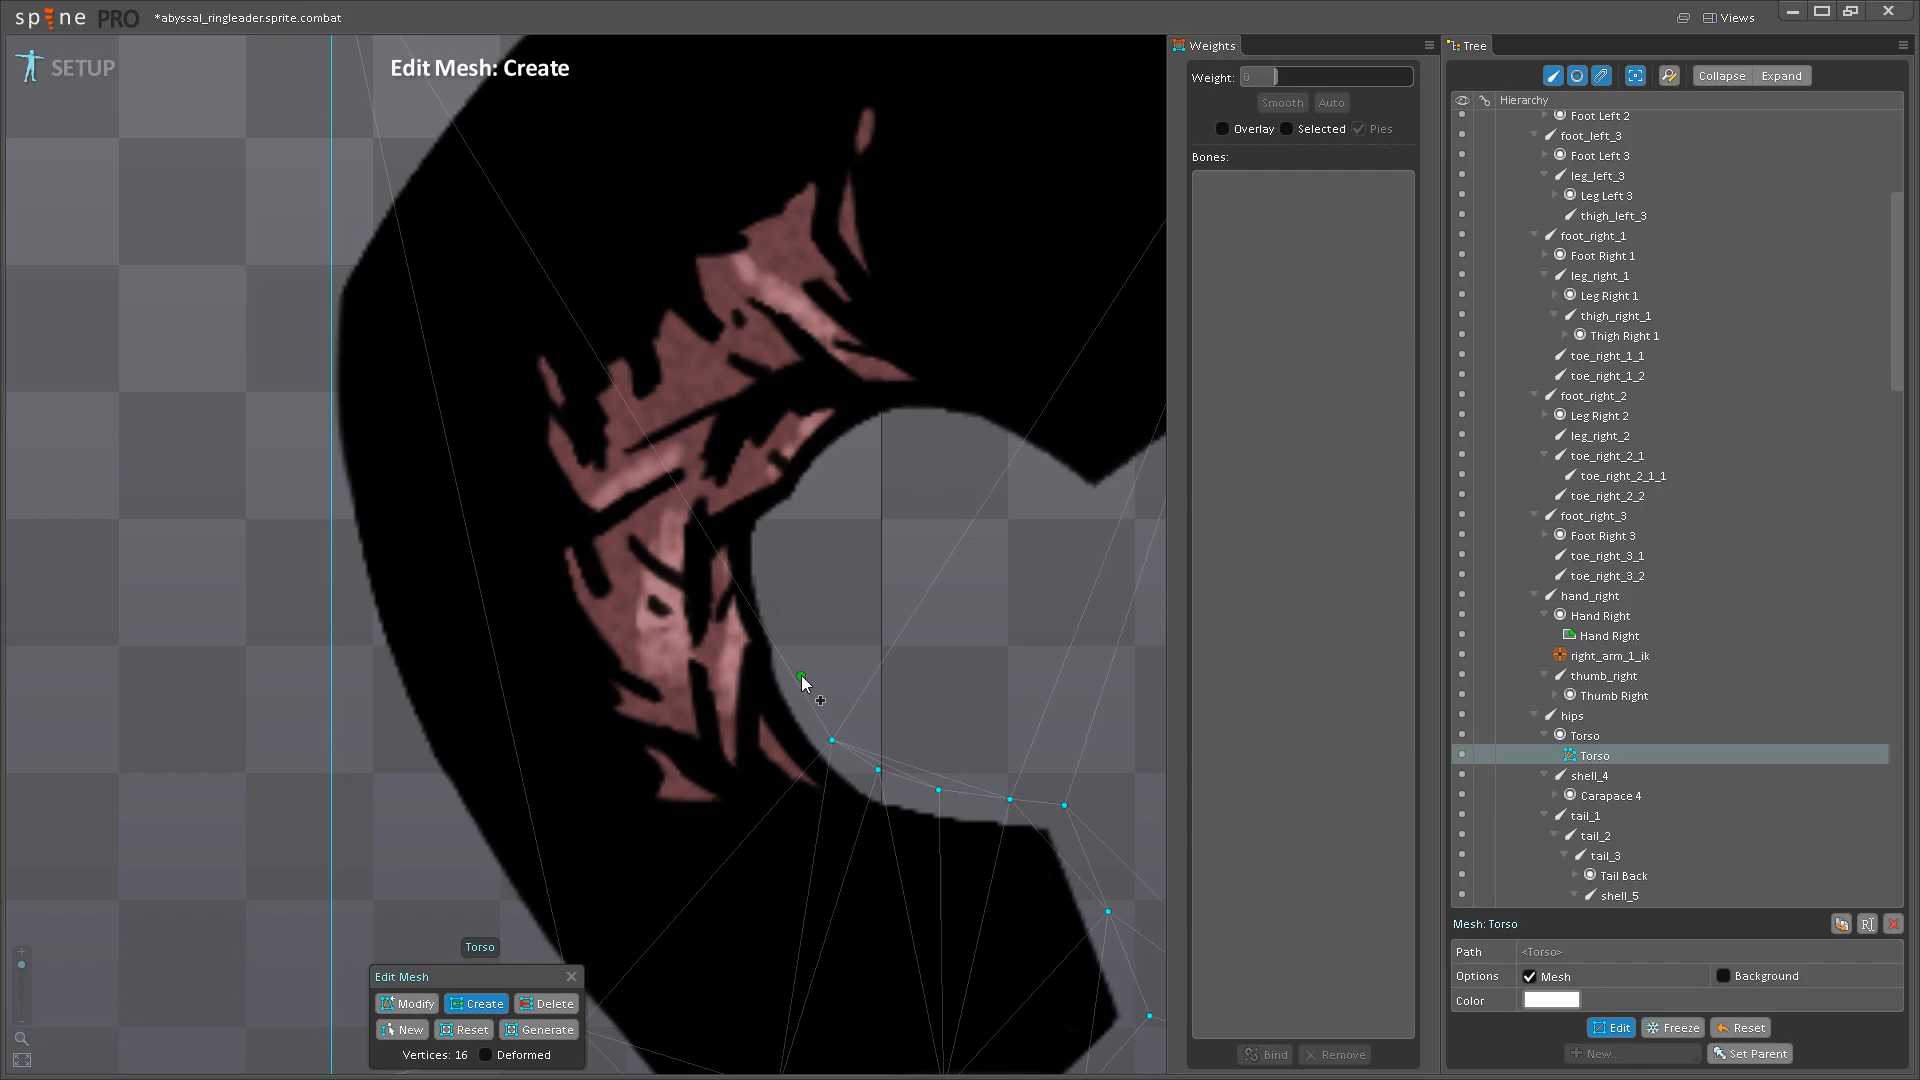 spine PRO *abyssal_ringleader.sprite.combat Views
SETUP
Edit Mesh: Create
Torso
Edit Mesh
Modify Create Delete
New Reset Generate
Vertices: 16 Deformed
Weights
Weight: 0
Smooth Auto
Overlay Selected Pies
Bones:
Bind Remove
Tree
Collapse Expand
Hierarchy
Foot Left 2
foot_left_3
Foot Left 3
leg_left_3
Leg Left 3
thigh_left_3
foot_right_1
Foot Right 1
leg_right_1
Leg Right 1
thigh_right_1
Thigh Right 1
toe_right_1_1
toe_right_1_2
foot_right_2
Leg Right 2
leg_right_2
toe_right_2_1
toe_right_2_1_1
toe_right_2_2
foot_right_3
Foot Right 3
toe_right_3_1
toe_right_3_2
hand_right
Hand Right
Hand Right
right_arm_1_ik
thumb_right
Thumb Right
hips
Torso
Torso
shell_4
Carapace 4
tail_1
tail_2
tail_3
Tail Back
shell_5
Mesh: Torso
Path <Torso>
Options Mesh Background
Color
Edit Freeze Reset
New... Set Parent